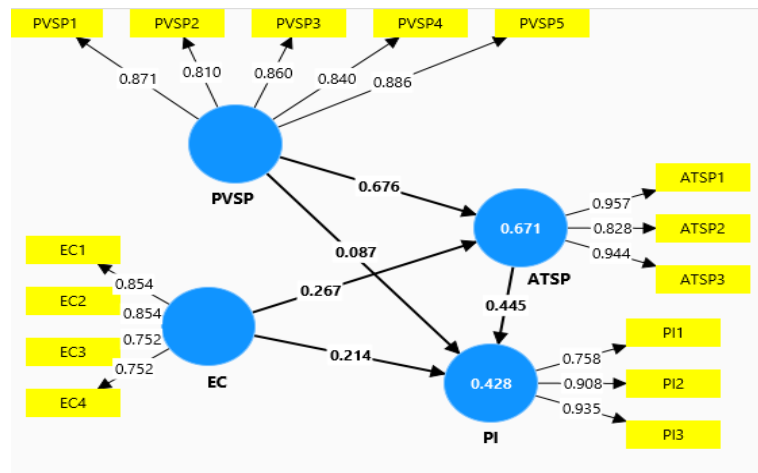 PVSP1 PVSP2 PVSP3 PVSP4 PVSP5
0.871 0.810 0.860 0.840 0.886
PVSP
0.676
0.087
ATSP1
0.957
0.671
0.828
ATSP2
0.944
ATSP
ATSP3
EC1
0.854
EC2
0.854
EC3
0.752
0.752
EC4
EC
0.267
0.214
0.445
PI1
0.758
0.428
0.908
PI2
0.935
PI
PI3